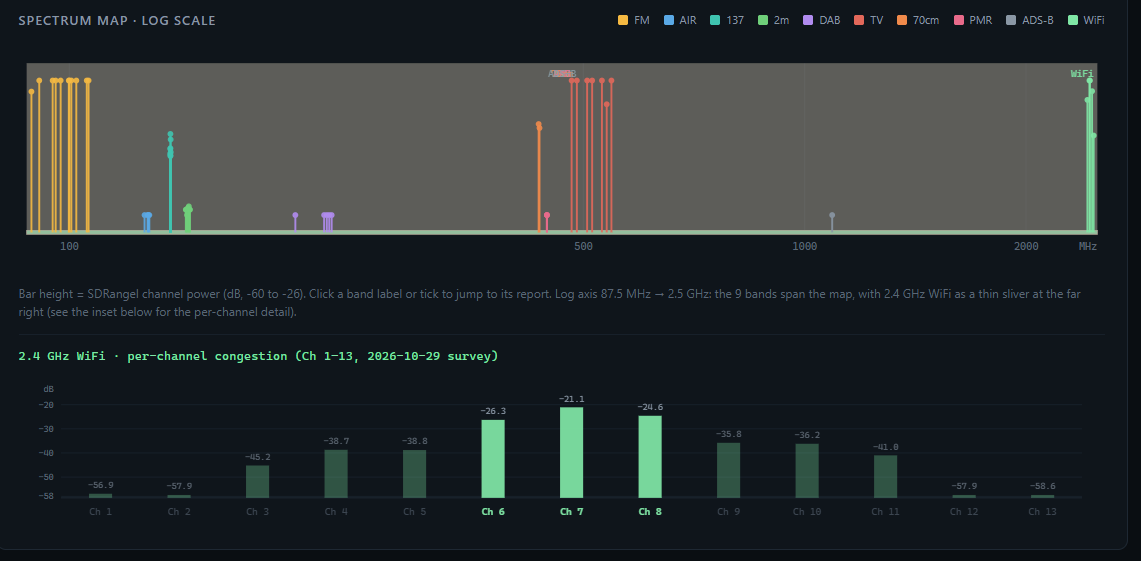 SPECTRUM MAP · LOG SCALE
FM AIR 137 2m DAB TV 70cm PMR ADS-B WiFi
WiFi
100 500 1000 2000 MHz
Bar height = SDRangel channel power (dB, -60 to -26). Click a band label or tick to jump to its report. Log axis 87.5 MHz → 2.5 GHz: the 9 bands span the map, with 2.4 GHz WiFi as a thin sliver at the far
right (see the inset below for the per-channel detail).
2.4 GHz WiFi · per-channel congestion (Ch 1–13, 2026-10-29 survey)
dB
−20
−30
−40
−50
−58
−56.9 −57.9 −45.2 −38.7 −38.8 −26.3 −21.1 −24.6 −35.8 −36.2 −41.0 −57.9 −58.6
Ch 1 Ch 2 Ch 3 Ch 4 Ch 5 Ch 6 Ch 7 Ch 8 Ch 9 Ch 10 Ch 11 Ch 12 Ch 13